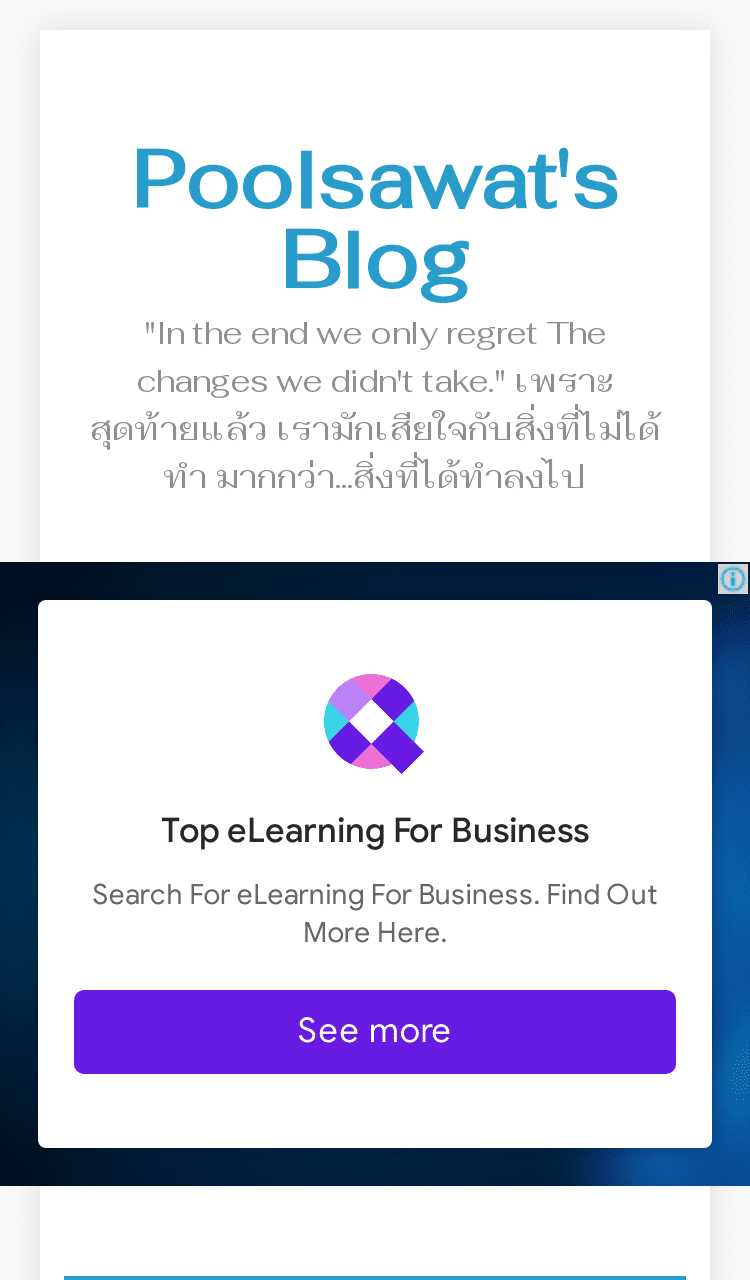 Poolsawat's
Blog
"In the end we only regret The
changes we didn't take." เพราะ
สุดท้ายแล้ว เรามักเสียใจกับสิ่งที่ไม่ได้
ทำ มากกว่า...สิ่งที่ได้ทำลงไป
Top eLearning For Business
Search For eLearning For Business. Find Out
More Here.
See more